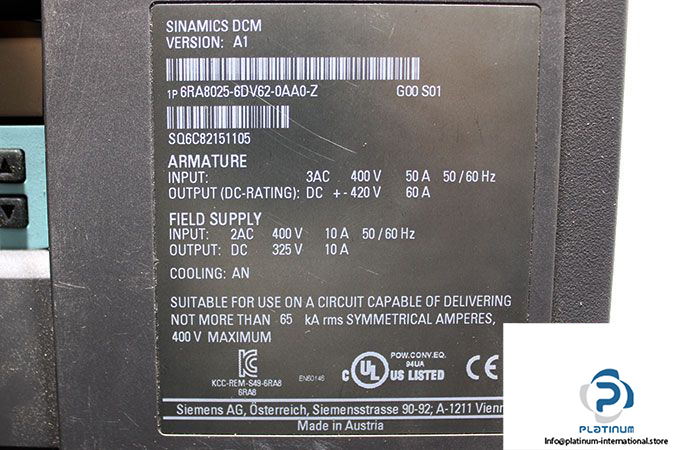 SINAMICS DCM
VERSION: A1
1P 6RA8025-6DV62-0AA0-Z G00 S01
SQ6C82151105
ARMATURE
INPUT: 3AC 400 V 50 A 50/60 Hz
OUTPUT (DC-RATING): DC +-420 V 60 A
FIELD SUPPLY
INPUT: 2AC 400 V 10 A 50/60 Hz
OUTPUT: DC 325 V 10 A
COOLING: AN
SUITABLE FOR USE ON A CIRCUIT CAPABLE OF DELIVERING
NOT MORE THAN 65 kA rms SYMMETRICAL AMPERES,
400 V MAXIMUM
KCC-REM-S49-6RA8
6RA8
EN60146
POW.CONV.EQ.
94UA
C UL US LISTED
CE
Siemens AG, Österreich, Siemensstrasse 90-92; A-1211 Vienn
Made in Austria
PLATINUM
info@platinum-international.store